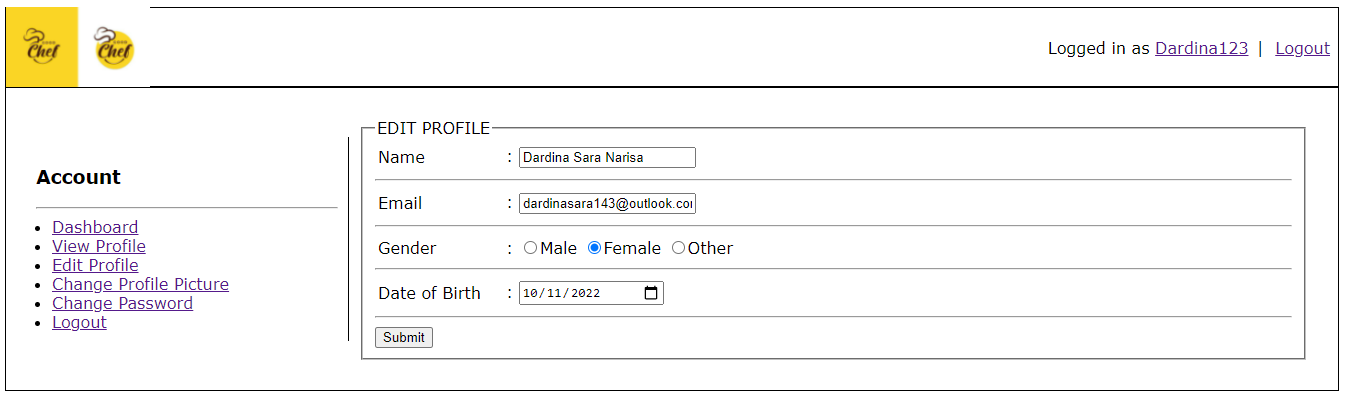 Chef Chef
Logged in as Dardina123 | Logout
Account
Dashboard
View Profile
Edit Profile
Change Profile Picture
Change Password
Logout
EDIT PROFILE
Name : Dardina Sara Narisa
Email : dardinasara143@outlook.co
Gender : Male Female Other
Date of Birth : 10/11/2022
Submit